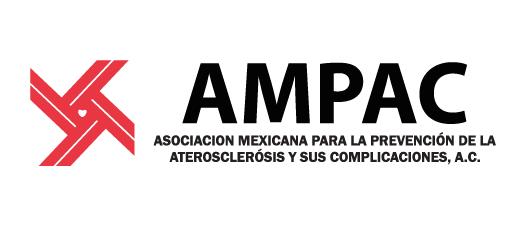 AMPAC
ASOCIACION MEXICANA PARA LA PREVENCIÓN DE LA
ATEROSCLERÓSIS Y SUS COMPLICACIONES, A.C.